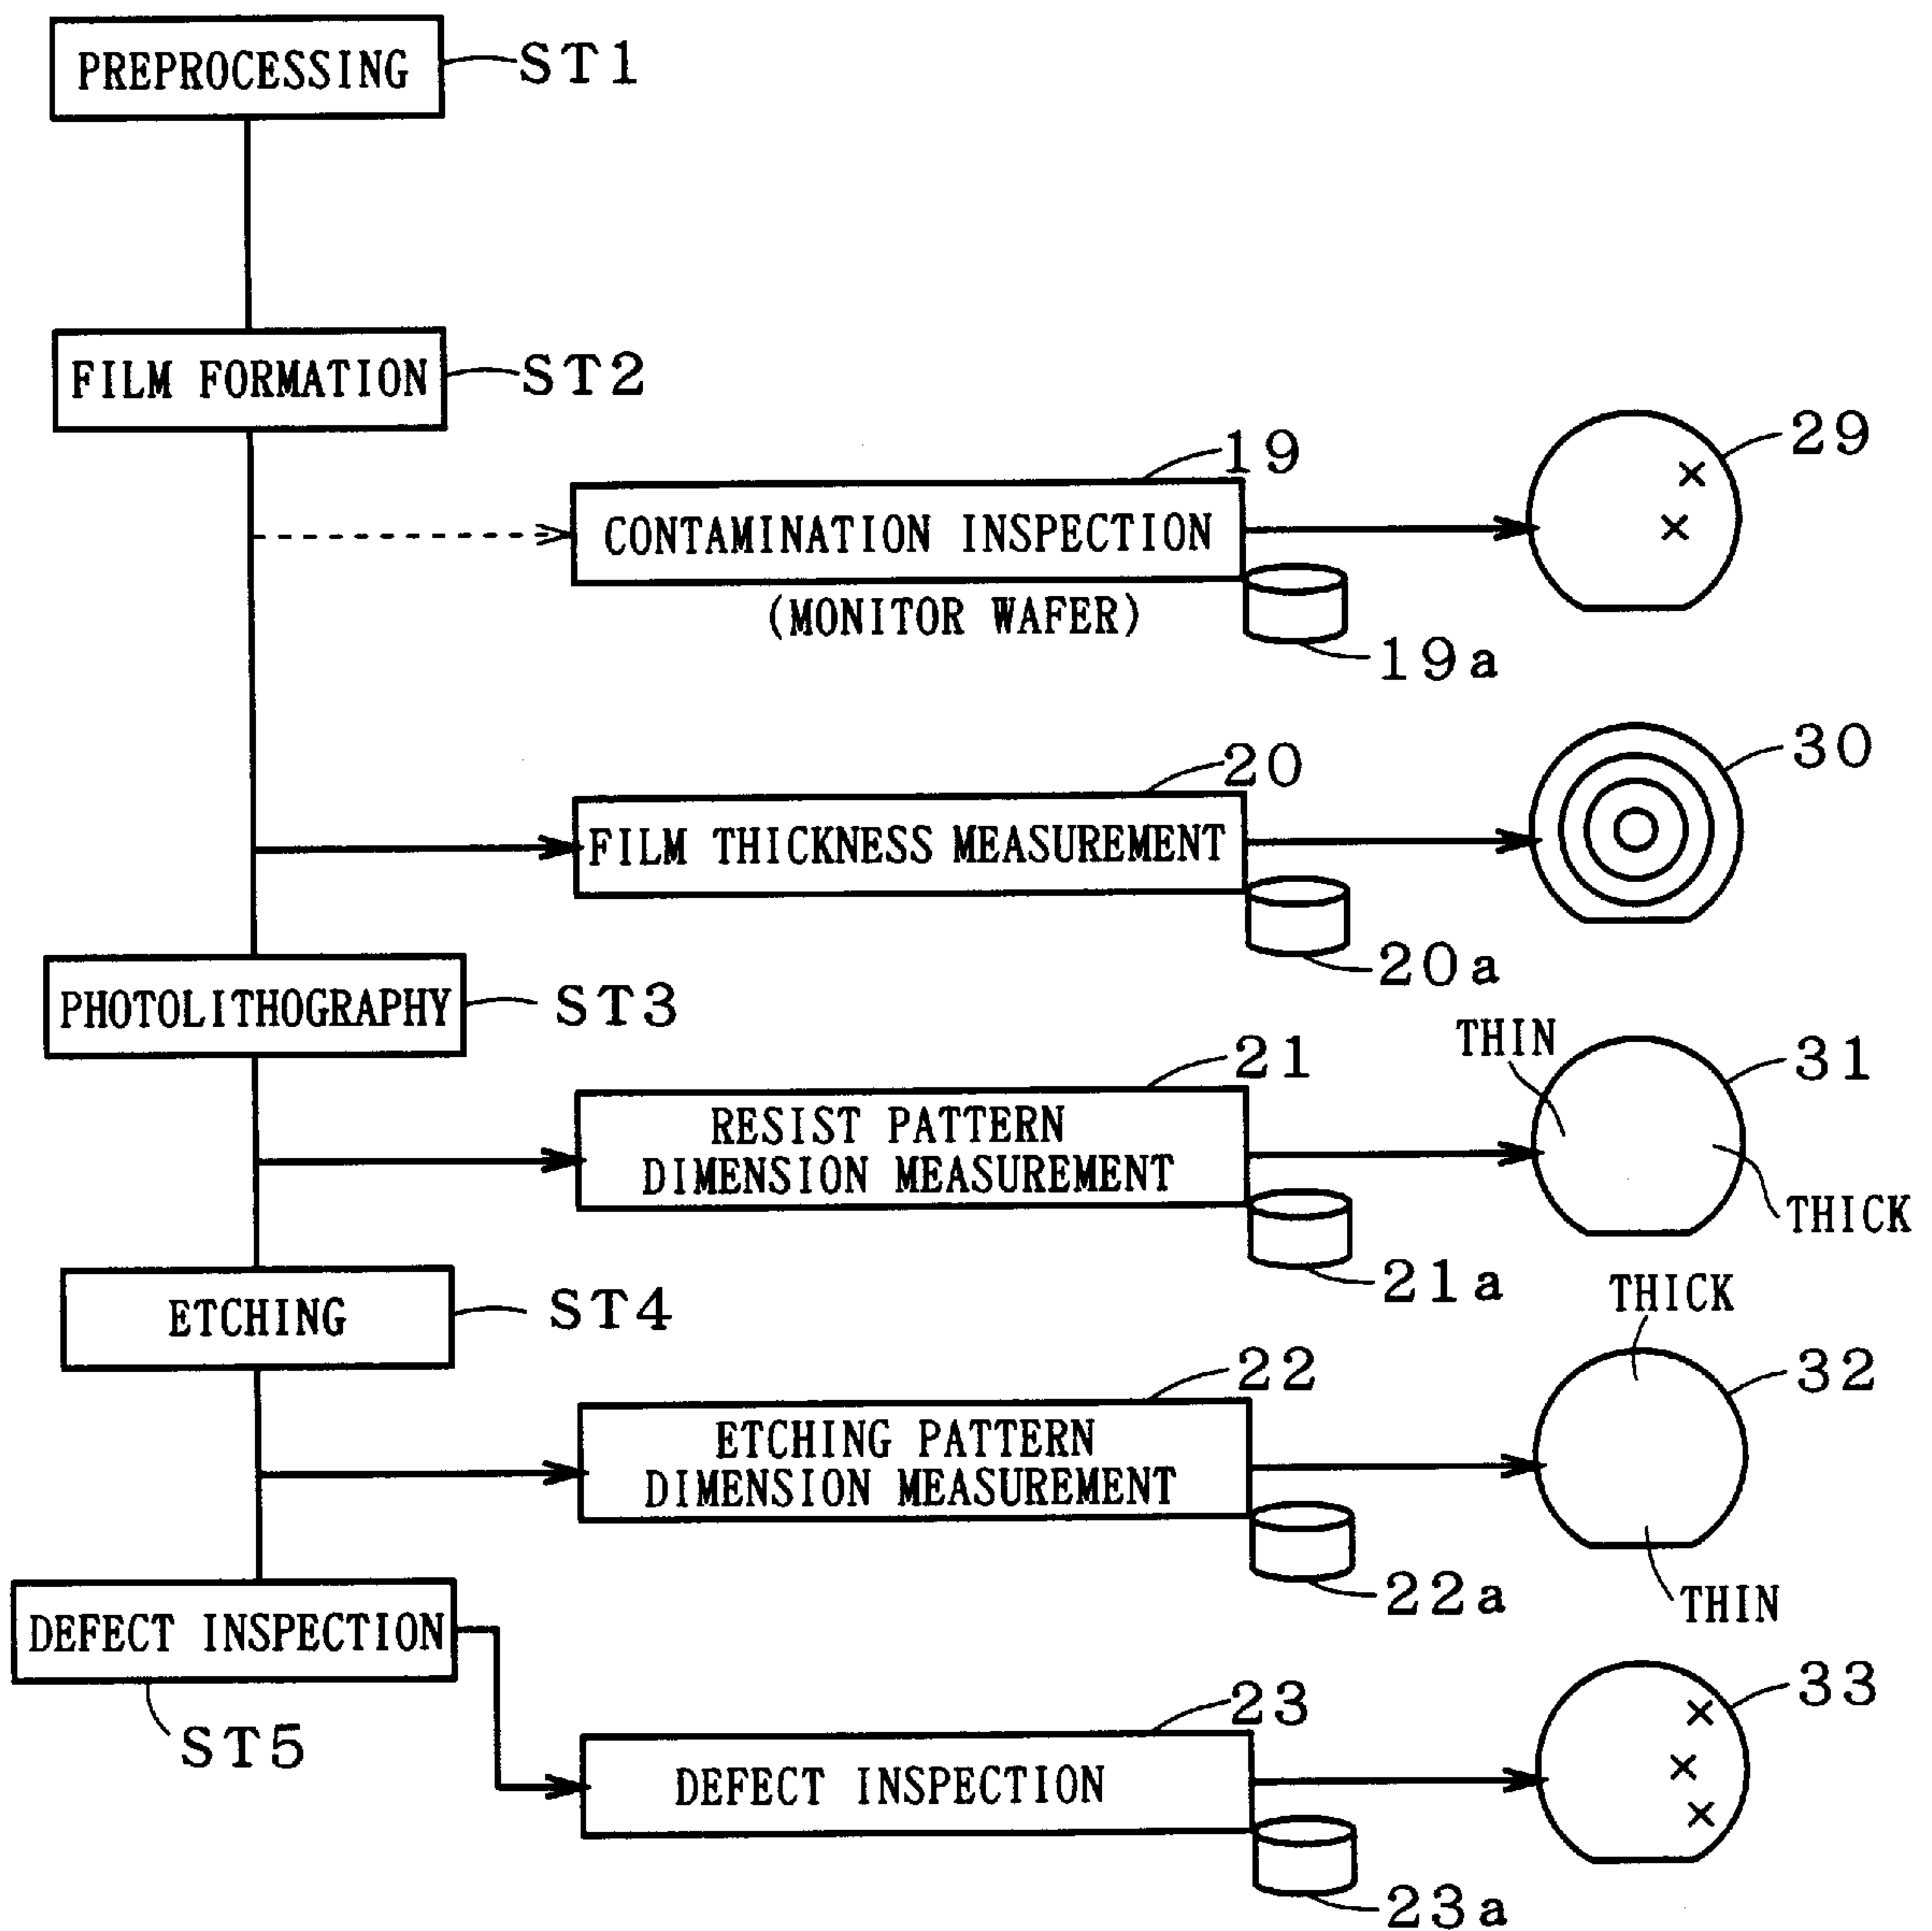 PREPROCESSING
ST1
FILM FORMATION
ST2
19
29
CONTAMINATION INSPECTION
(MONITOR WAFER)
19a
20
30
FILM THICKNESS MEASUREMENT
20a
PHOTOLITHOGRAPHY
ST3
21
THIN
31
RESIST PATTERN
DIMENSION MEASUREMENT
THICK
21a
ETCHING
ST4
THICK
22
32
ETCHING PATTERN
DIMENSION MEASUREMENT
22a
THIN
DEFECT INSPECTION
ST5
23
33
DEFECT INSPECTION
23a